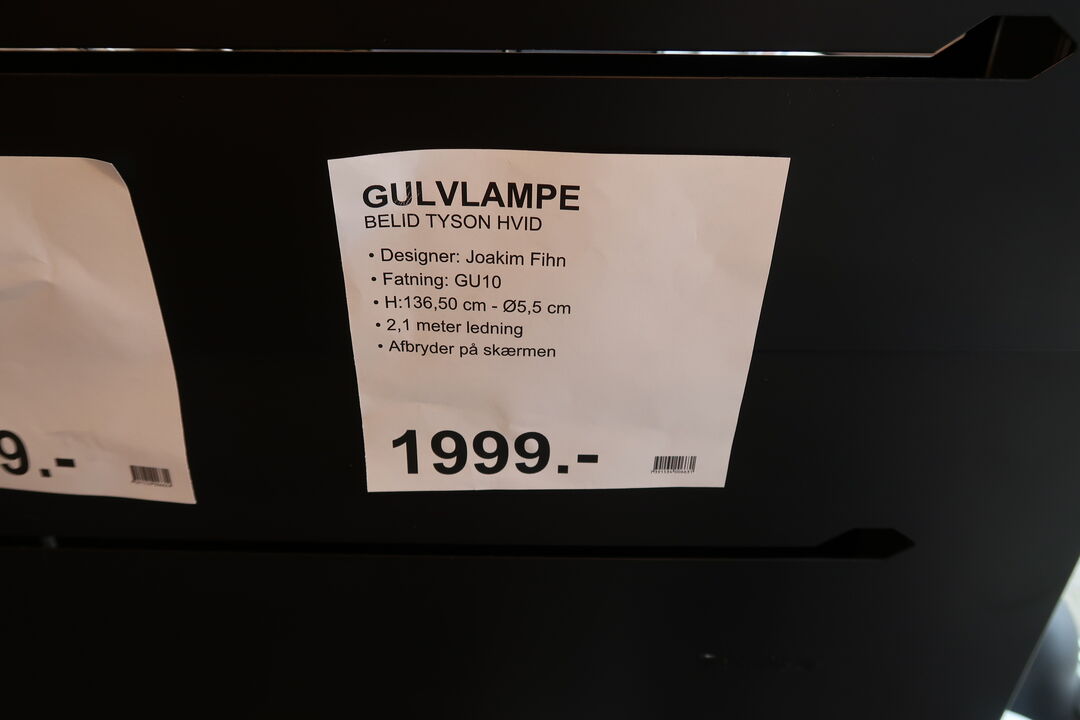 GULVLAMPE
BELID TYSON HVID
• Designer: Joakim Fihn
• Fatning: GU10
• H:136,50 cm - Ø5,5 cm
• 2,1 meter ledning
• Afbryder på skærmen
1999.-
9.-